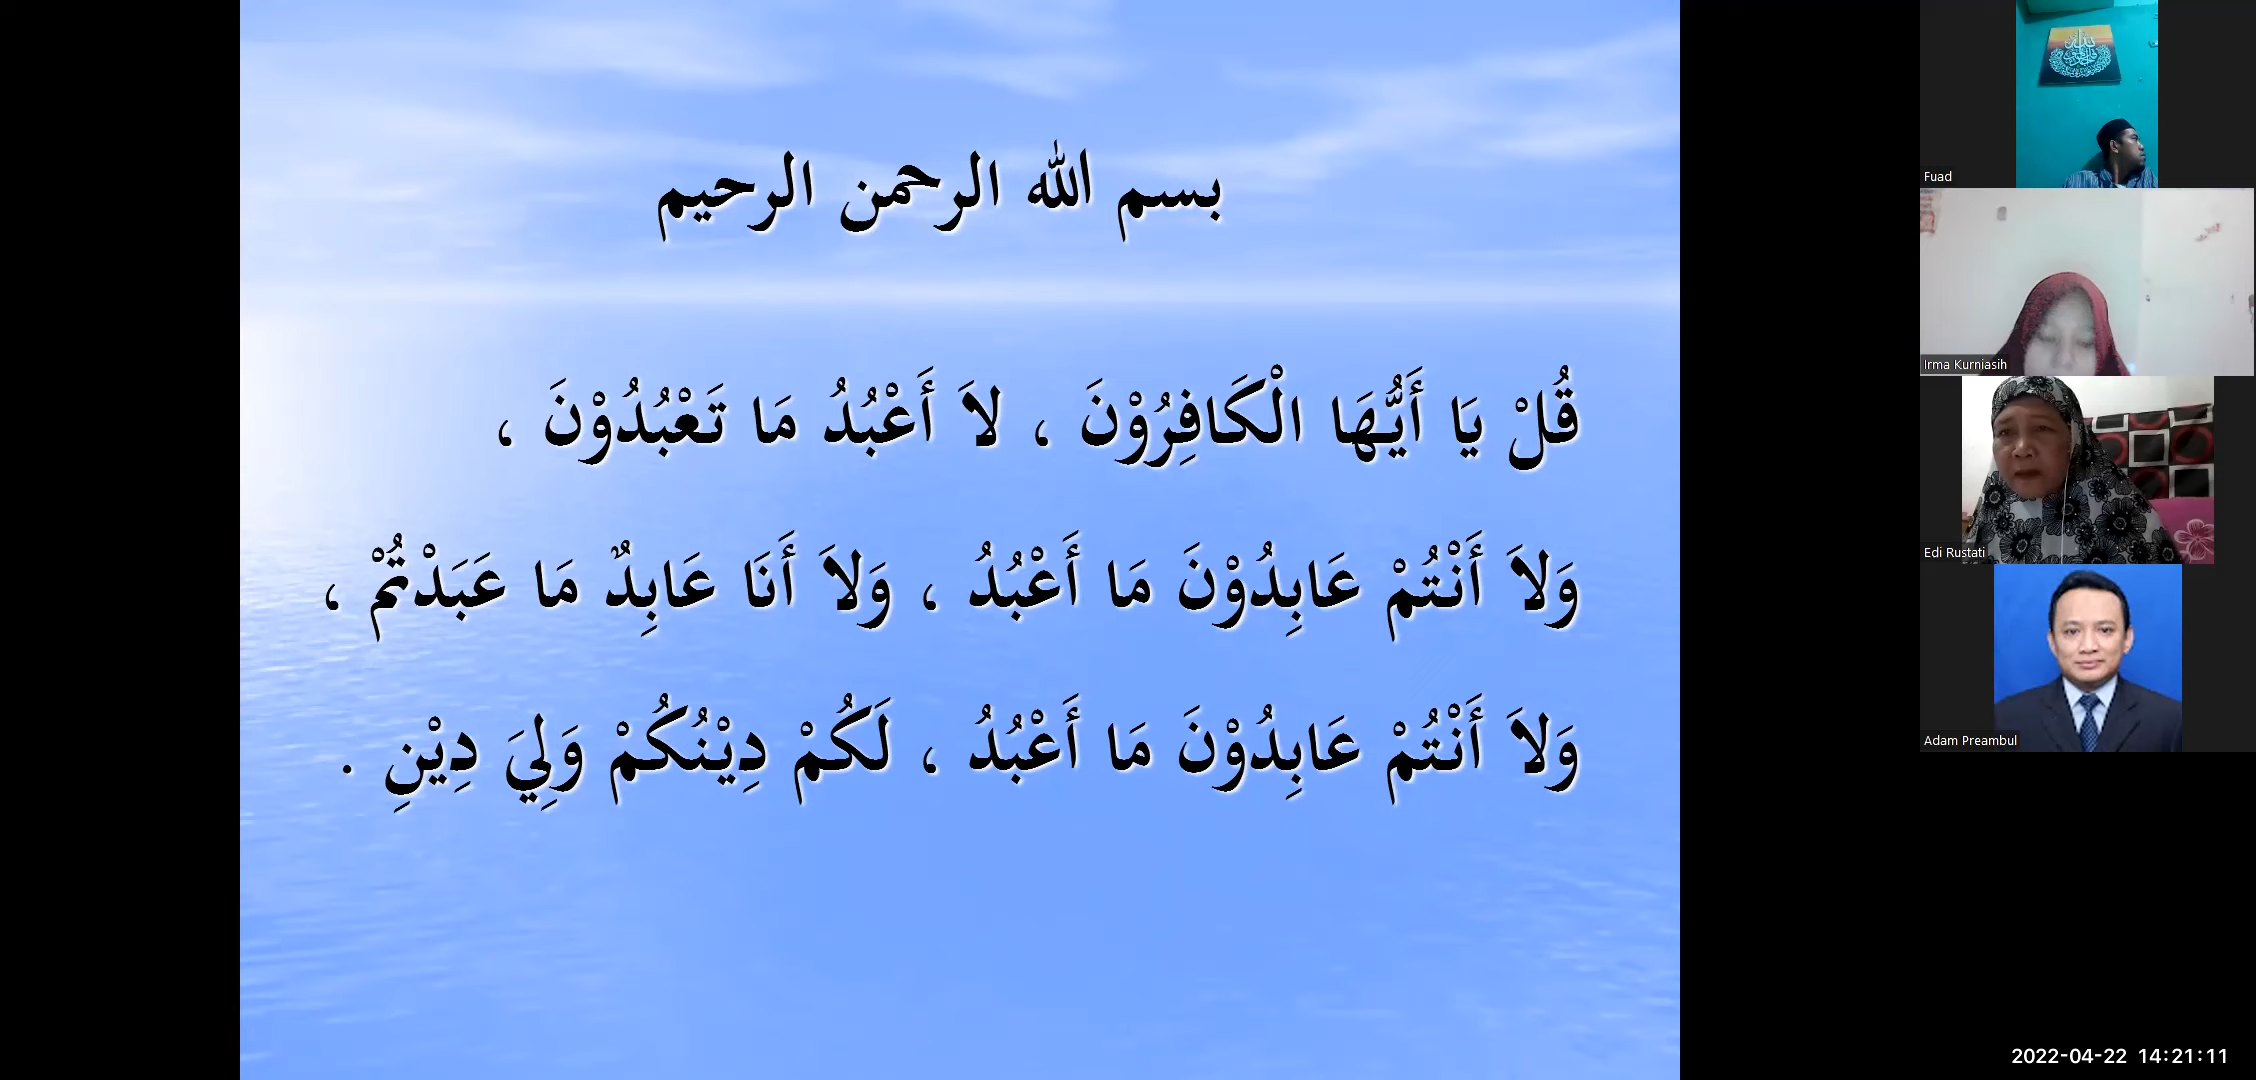 بسم الله الرحمن الرحيم
قُلْ يَا أَيُّهَا الْكَافِرُوْنَ ، لاَ أَعْبُدُ مَا تَعْبُدُوْنَ ،
وَلاَ أَنْتُمْ عَابِدُوْنَ مَا أَعْبُدُ ، وَلاَ أَنَا عَابِدٌ مَا عَبَدْتُمْ ،
وَلاَ أَنْتُمْ عَابِدُوْنَ مَا أَعْبُدُ ، لَكُمْ دِيْنُكُمْ وَلِيَ دِيْنِ .
Fuad
Irma Kurniasih
Edi Rustati
Adam Preambul
2022-04-22 14:21:11